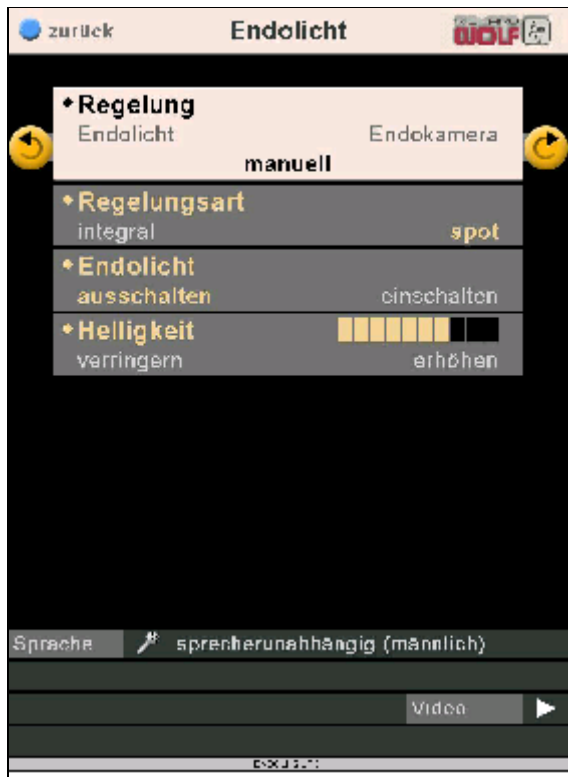 zurück Endolicht WOLF
Regelung
Endolicht Endokamera
manuell
Regelungsart
integral spot
Endolicht
ausschalten einschalten
Helligkeit
verringern erhöhen
Sprache sprecherunabhängig (männlich)
Video